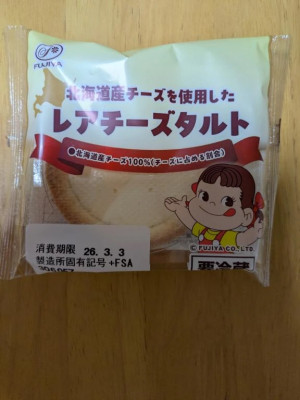 FUJIYA
北海道産チーズを使用した
レアチーズタルト
●北海道産チーズ100%(チーズに占める割合)
消費期限 26.3.3
製造所固有記号+FSA
© FUJIYA CO.,LTD.
要冷蔵